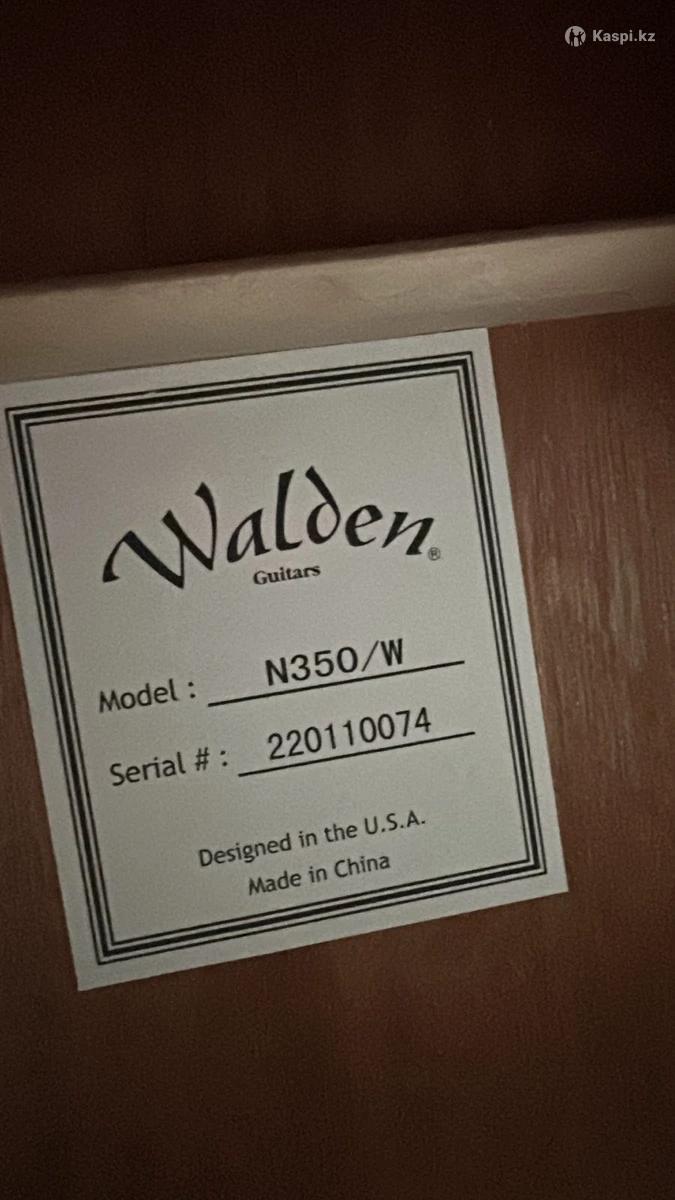 Kaspi.kz
Walden®
Guitars
Model : N350/W
Serial # : 220110074
Designed in the U.S.A.
Made in China